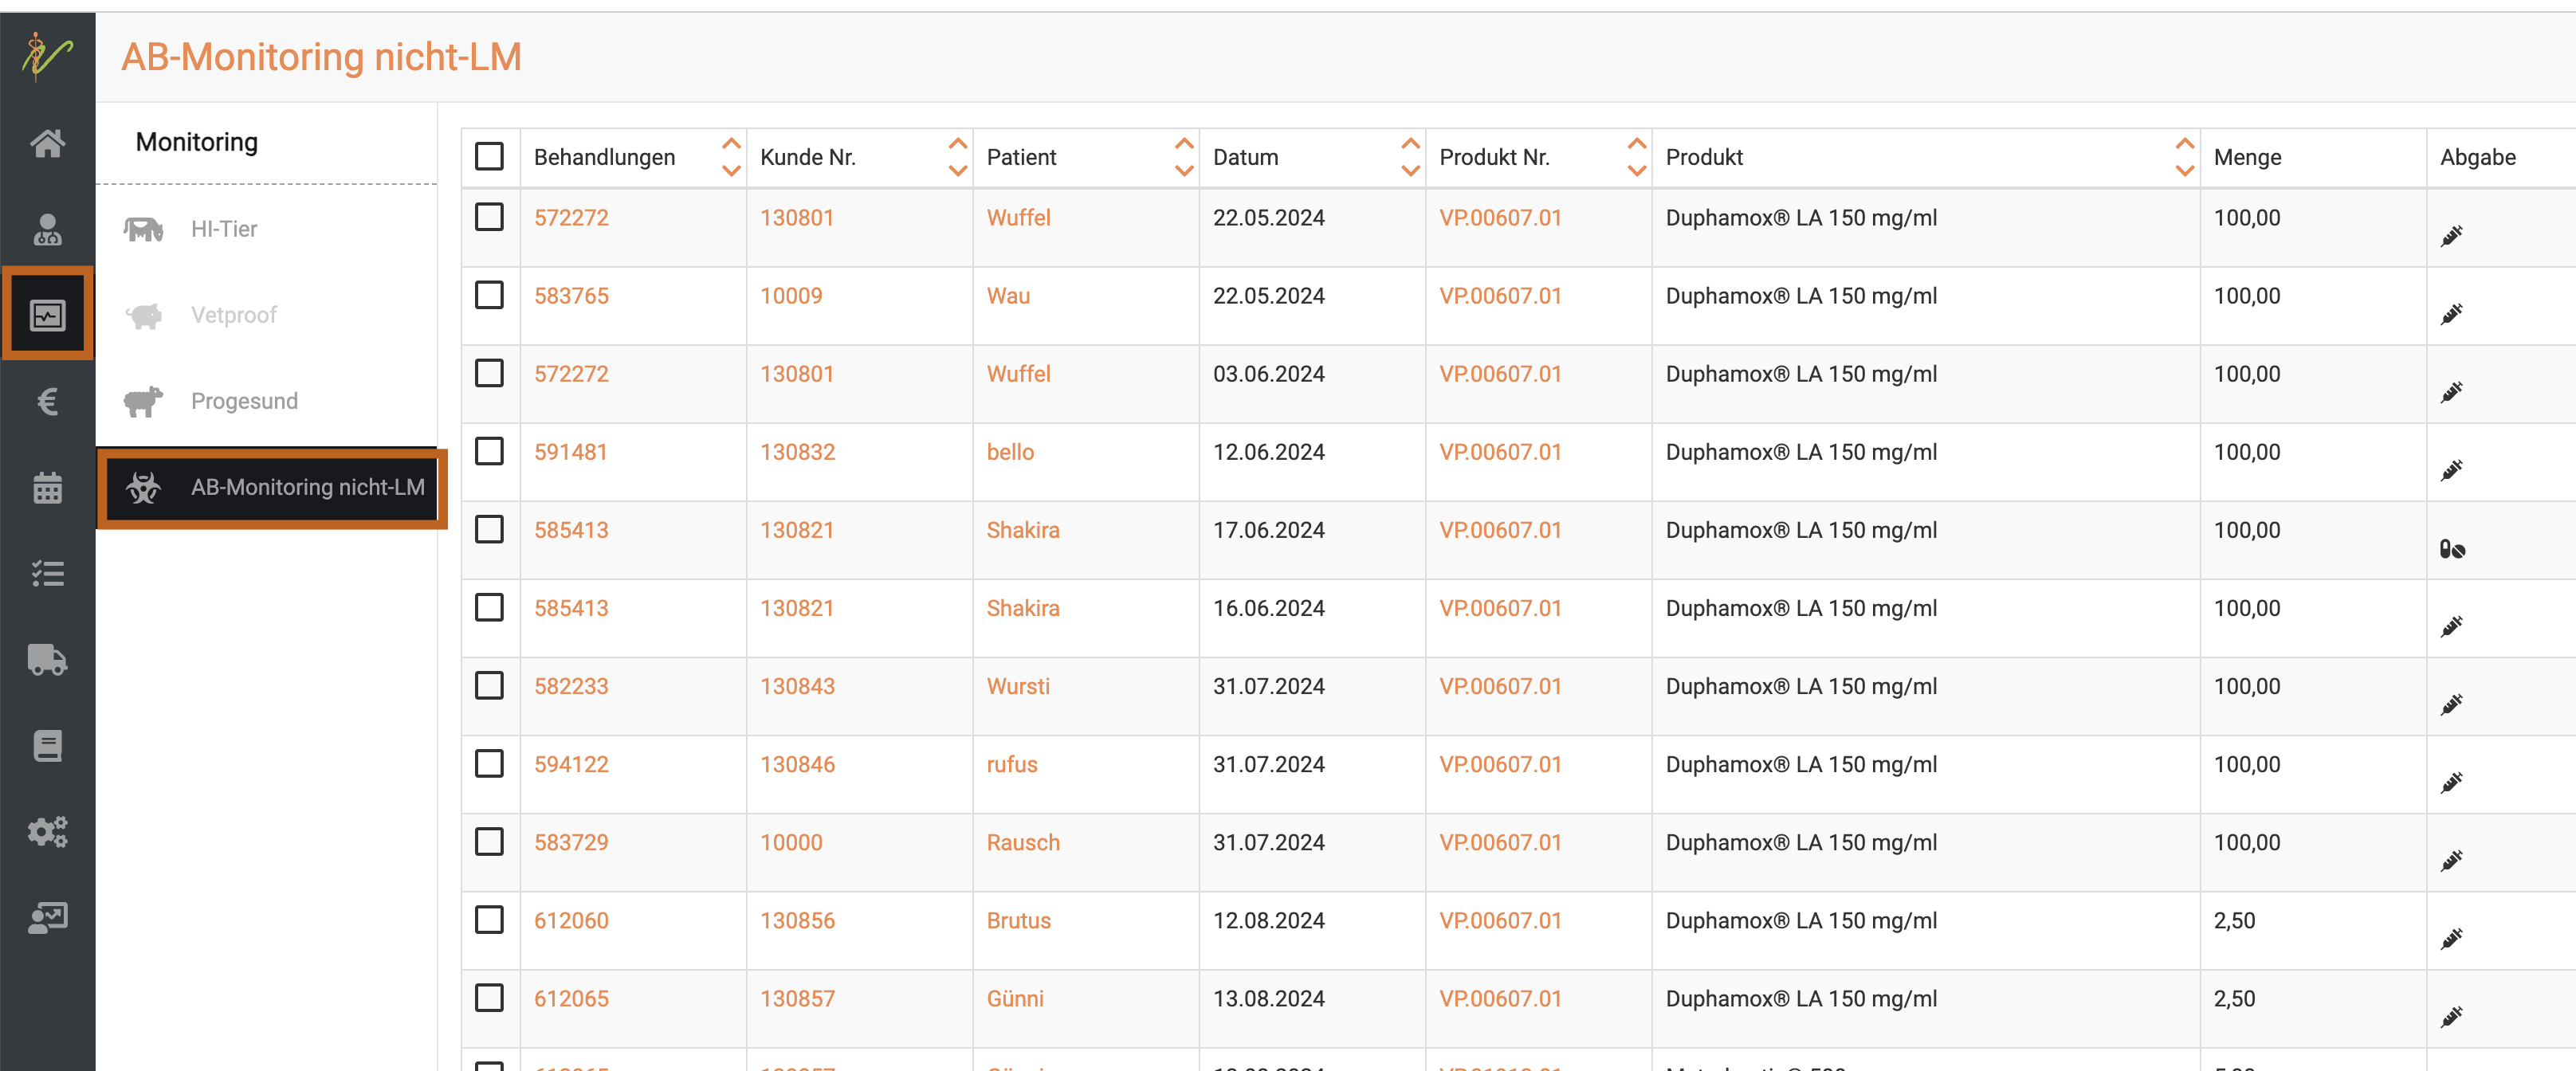 AB-Monitoring nicht-LM
Monitoring
HI-Tier
Vetproof
Progesund
AB-Monitoring nicht-LM
Behandlungen Kunde Nr. Patient Datum Produkt Nr. Produkt Menge Abgabe
572272 130801 Wuffel 22.05.2024 VP.00607.01 Duphamox® LA 150 mg/ml 100,00
583765 10009 Wau 22.05.2024 VP.00607.01 Duphamox® LA 150 mg/ml 100,00
572272 130801 Wuffel 03.06.2024 VP.00607.01 Duphamox® LA 150 mg/ml 100,00
591481 130832 bello 12.06.2024 VP.00607.01 Duphamox® LA 150 mg/ml 100,00
585413 130821 Shakira 17.06.2024 VP.00607.01 Duphamox® LA 150 mg/ml 100,00
585413 130821 Shakira 16.06.2024 VP.00607.01 Duphamox® LA 150 mg/ml 100,00
582233 130843 Wursti 31.07.2024 VP.00607.01 Duphamox® LA 150 mg/ml 100,00
594122 130846 rufus 31.07.2024 VP.00607.01 Duphamox® LA 150 mg/ml 100,00
583729 10000 Rausch 31.07.2024 VP.00607.01 Duphamox® LA 150 mg/ml 100,00
612060 130856 Brutus 12.08.2024 VP.00607.01 Duphamox® LA 150 mg/ml 2,50
612065 130857 Günni 13.08.2024 VP.00607.01 Duphamox® LA 150 mg/ml 2,50